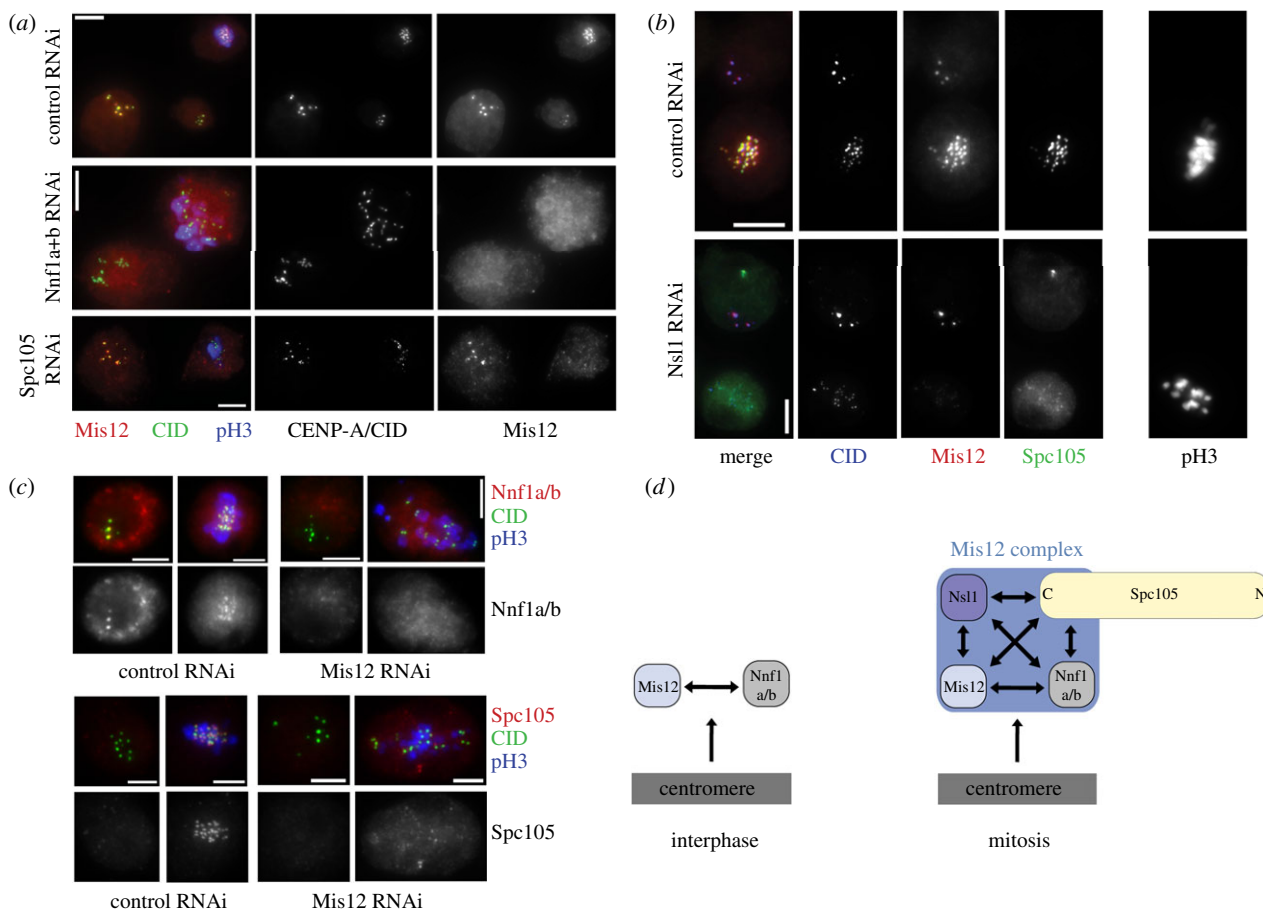 (a)
control RNAi
Nnf1a+b RNAi
Spc105
RNAi
Mis12 CID pH3 CENP-A/CID Mis12
(b)
control RNAi
Nsl1 RNAi
merge CID Mis12 Spc105 pH3
(c)
Nnf1a/b
CID
pH3
Nnf1a/b
control RNAi Mis12 RNAi
Spc105
CID
pH3
Spc105
control RNAi Mis12 RNAi
(d)
Mis12 Nnf1
a/b
centromere
interphase
Mis12 complex
Nsl1 C Spc105 N
Mis12 Nnf1
a/b
centromere
mitosis